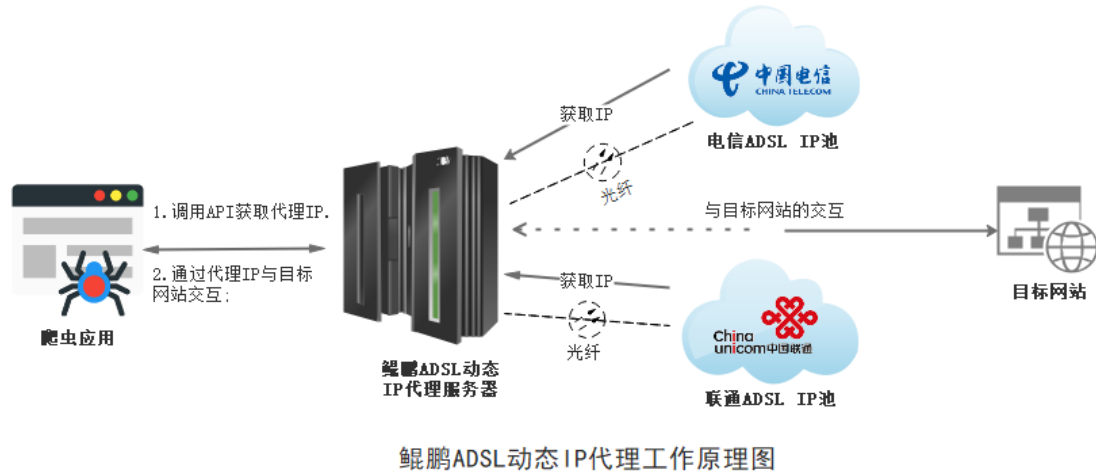 中国电信
CHINA TELECOM
获取IP
电信ADSL IP池
光纤
1.调用API获取代理IP.
与目标网站的交互
2.通过代理IP与目标
网站交互;
获取IP
目标网站
爬虫应用
China
unicom中国联通
光纤
鲲鹏ADSL动态
IP代理服务器
联通ADSL IP池
鲲鹏ADSL动态IP代理工作原理图